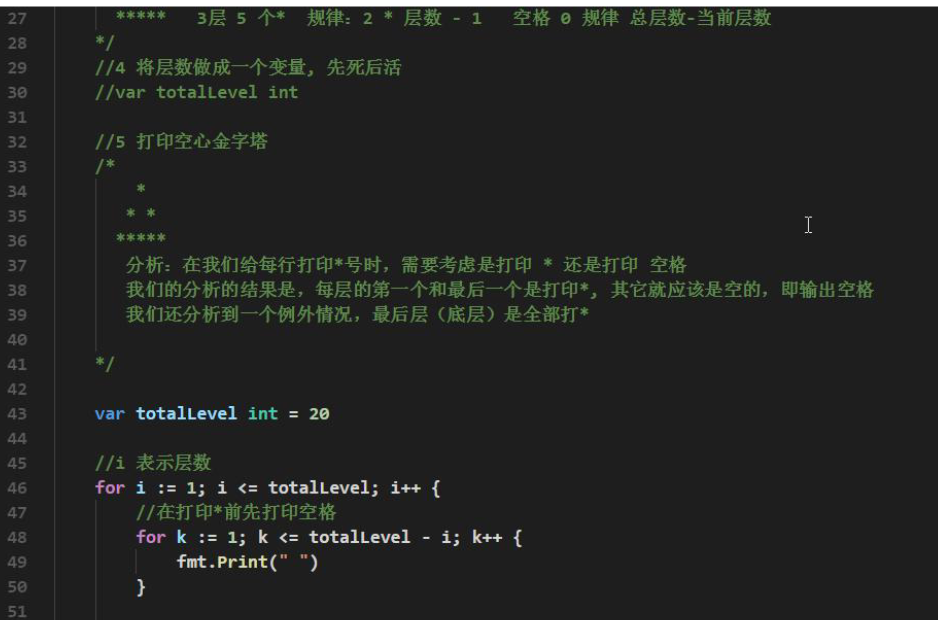 27 ***** 3层 5 个* 规律: 2 * 层数 - 1 空格 0 规律 总层数-当前层数
28 */
29 //4 将层数做成一个变量, 先死后活
30 //var totalLevel int
31
32 //5 打印空心金字塔
33 /*
34 *
35 * *
36 *****
37 分析: 在我们给每行打印*号时, 需要考虑是打印 * 还是打印 空格
38 我们的分析的结果是, 每层的第一个和最后一个是打印*, 其它就应该是空的, 即输出空格
39 我们还分析到一个例外情况, 最后层（底层）是全部打*
40
41 */
42
43 var totalLevel int = 20
44
45 //i 表示层数
46 for i := 1; i <= totalLevel; i++ {
47 //在打印*前先打印空格
48 for k := 1; k <= totalLevel - i; k++ {
49 fmt.Print(" ")
50 }
51